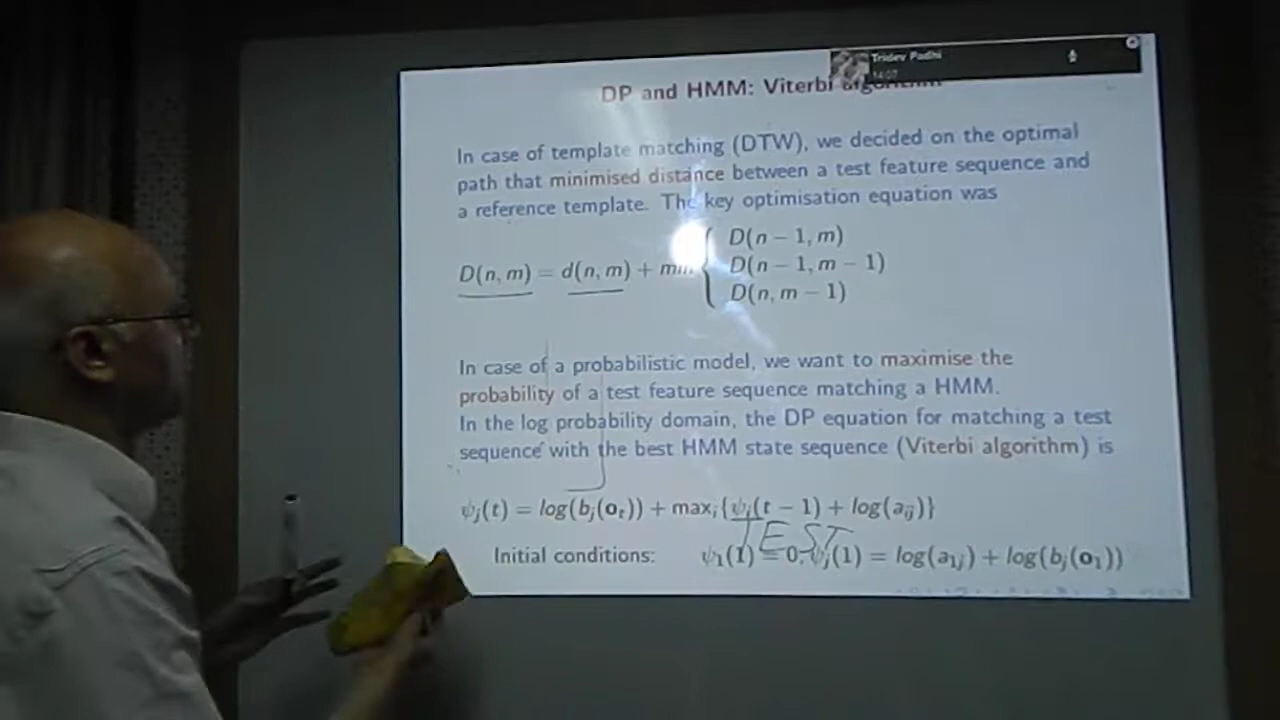 Tridev Padhi
14:07
DP and HMM: Viterbi algorithm
In case of template matching (DTW), we decided on the optimal
path that minimised distance between a test feature sequence and
a reference template. The key optimisation equation was
D(n − 1, m)
D(n, m) = d(n, m) + min { D(n − 1, m − 1)
D(n, m − 1)
In case of a probabilistic model, we want to maximise the
probability of a test feature sequence matching a HMM.
In the log probability domain, the DP equation for matching a test
sequence with the best HMM state sequence (Viterbi algorithm) is
ψj(t) = log(bj(ot)) + maxi{ψi(t − 1) + log(aij)}
TEST
Initial conditions: ψ1(1) = 0, ψj(1) = log(a1j) + log(bj(o1))